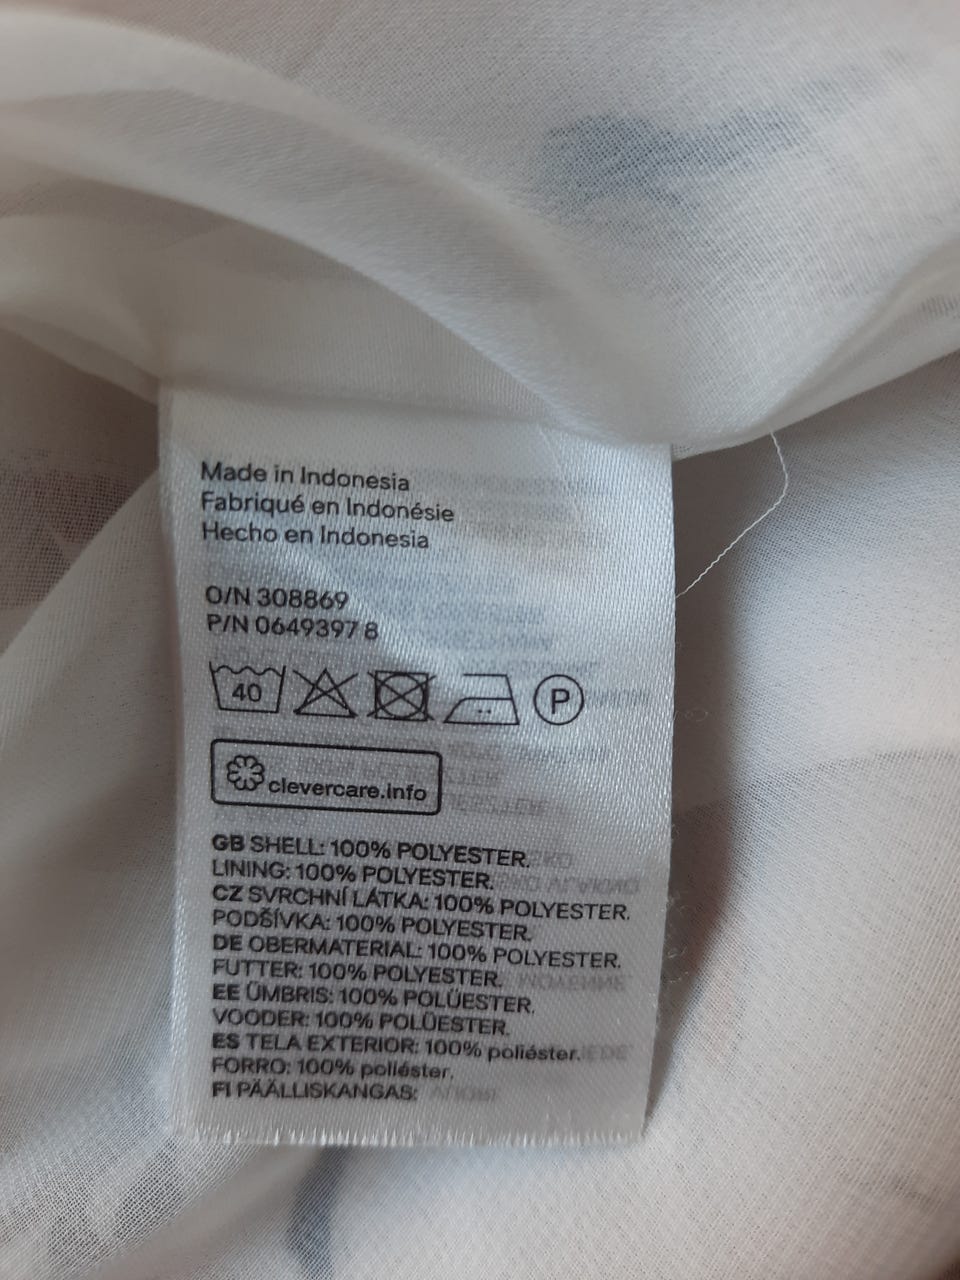 Made in Indonesia
Fabriqué en Indonésie
Hecho en Indonesia
O/N 308869
P/N 0649397 8
40 P
clevercare.info
GB SHELL: 100% POLYESTER.
LINING: 100% POLYESTER.
CZ SVRCHNÍ LÁTKA: 100% POLYESTER.
PODŠÍVKA: 100% POLYESTER.
DE OBERMATERIAL: 100% POLYESTER.
FUTTER: 100% POLYESTER.
EE ÜMBRIS: 100% POLÜESTER.
VOODER: 100% POLÜESTER.
ES TELA EXTERIOR: 100% poliéster.
FORRO: 100% poliéster.
FI PÄÄLLISKANGAS: